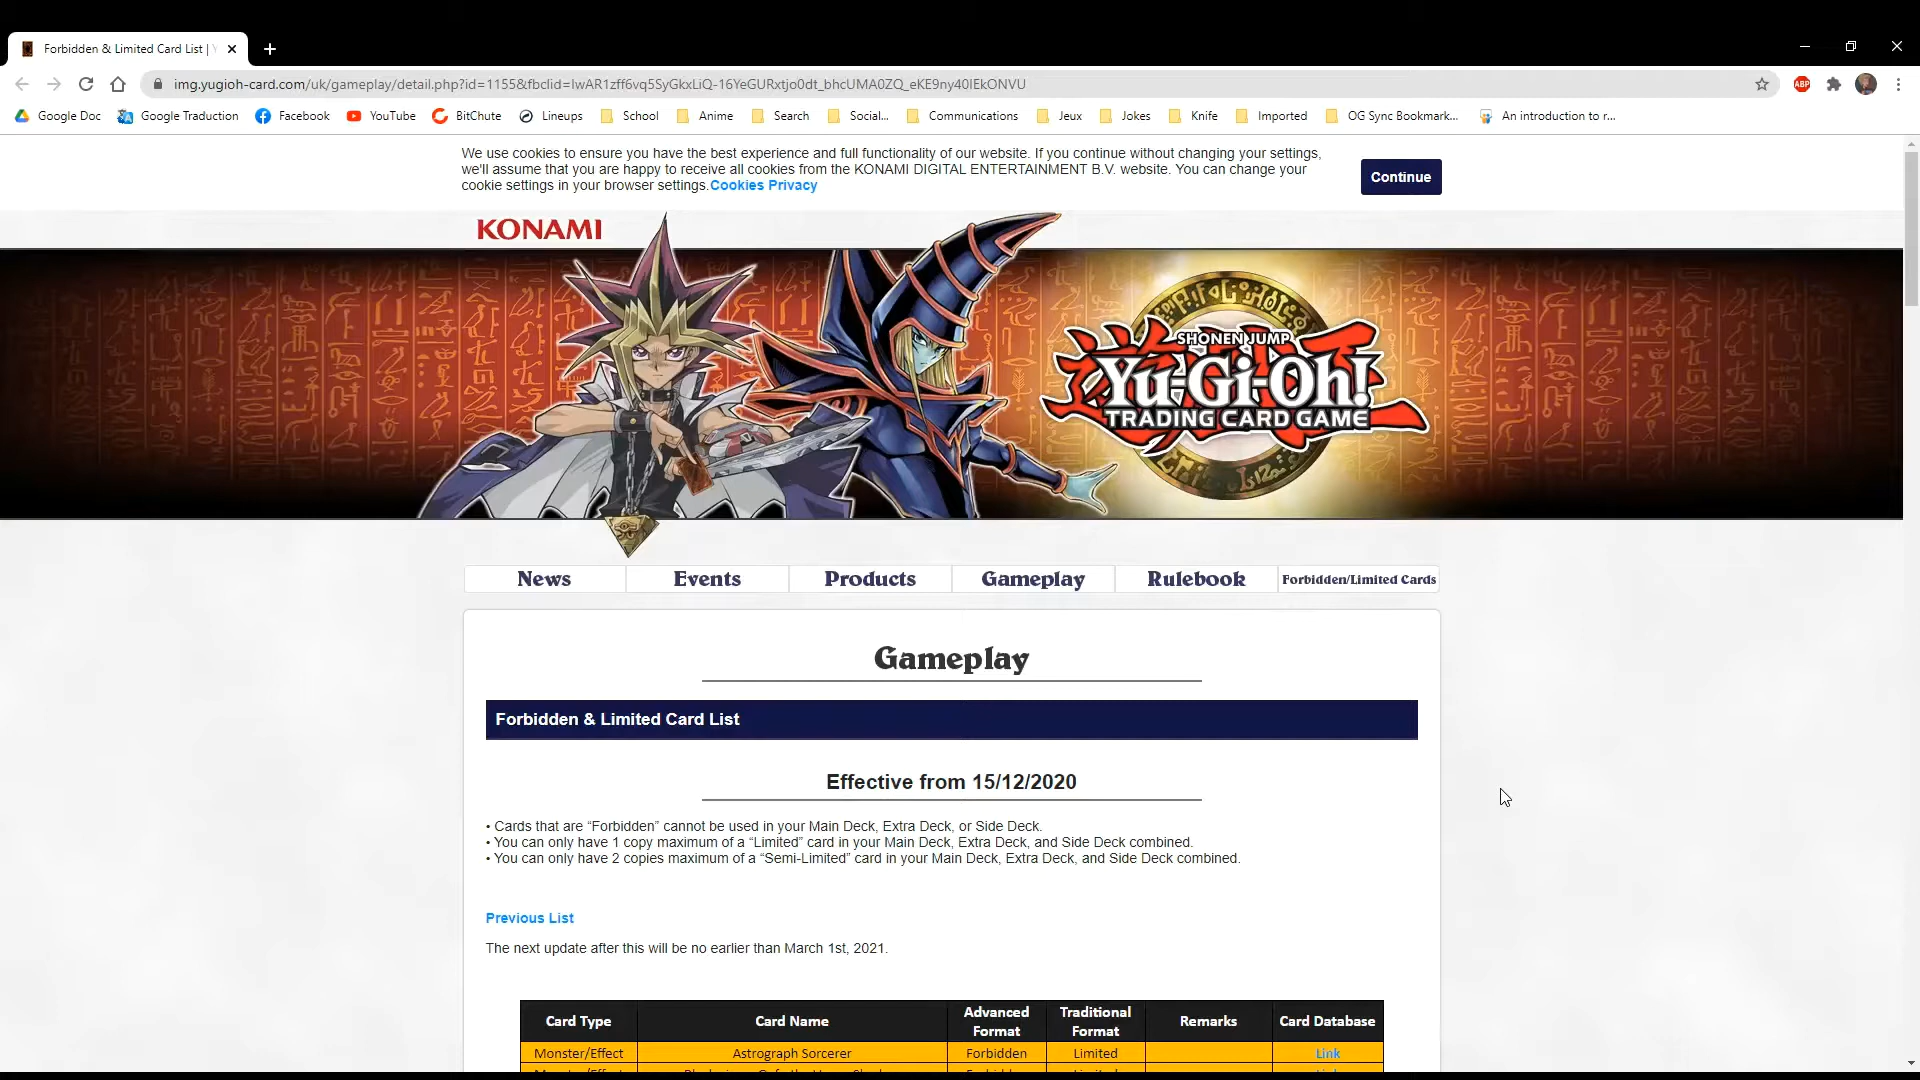 Forbidden & Limited Card List |
img.yugioh-card.com/uk/gameplay/detail.php?id=1155&fbclid=IwAR1zff6vq5SyGkxLiQ-16YeGURxtjo0dt_bhcUMA0ZQ_eKE9ny40IEkONVU
ABP
Google Doc Google Traduction Facebook YouTube BitChute Lineups School Anime Search Social... Communications Jeux Jokes Knife Imported OG Sync Bookmark... An introduction to r...
We use cookies to ensure you have the best experience and full functionality of our website. If you continue without changing your settings,
we'll assume that you are happy to receive all cookies from the KONAMI DIGITAL ENTERTAINMENT B.V. website. You can change your
cookie settings in your browser settings.Cookies Privacy
Continue
KONAMI
SHONEN JUMP
Yu-Gi-Oh!
TRADING CARD GAME
News Events Products Gameplay Rulebook Forbidden/Limited Cards
Gameplay
Forbidden & Limited Card List
Effective from 15/12/2020
• Cards that are “Forbidden” cannot be used in your Main Deck, Extra Deck, or Side Deck.
• You can only have 1 copy maximum of a “Limited” card in your Main Deck, Extra Deck, and Side Deck combined.
• You can only have 2 copies maximum of a “Semi-Limited” card in your Main Deck, Extra Deck, and Side Deck combined.
Previous List
The next update after this will be no earlier than March 1st, 2021.
Card Type Card Name Advanced Format Traditional Format Remarks Card Database
Monster/Effect Astrograph Sorcerer Forbidden Limited Link